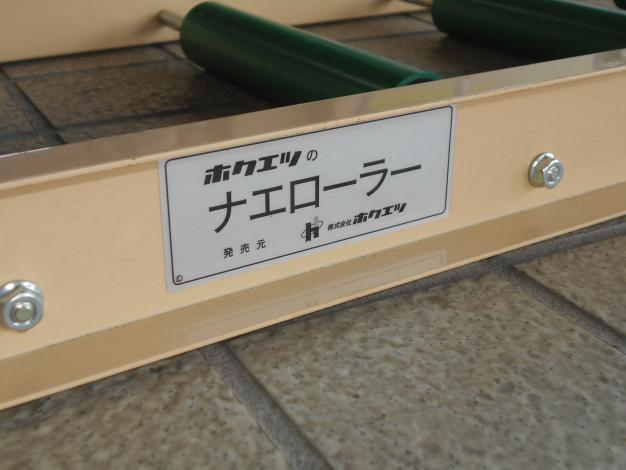 ホクエツの
ナエローラー
発売元 株式会社ホクエツ